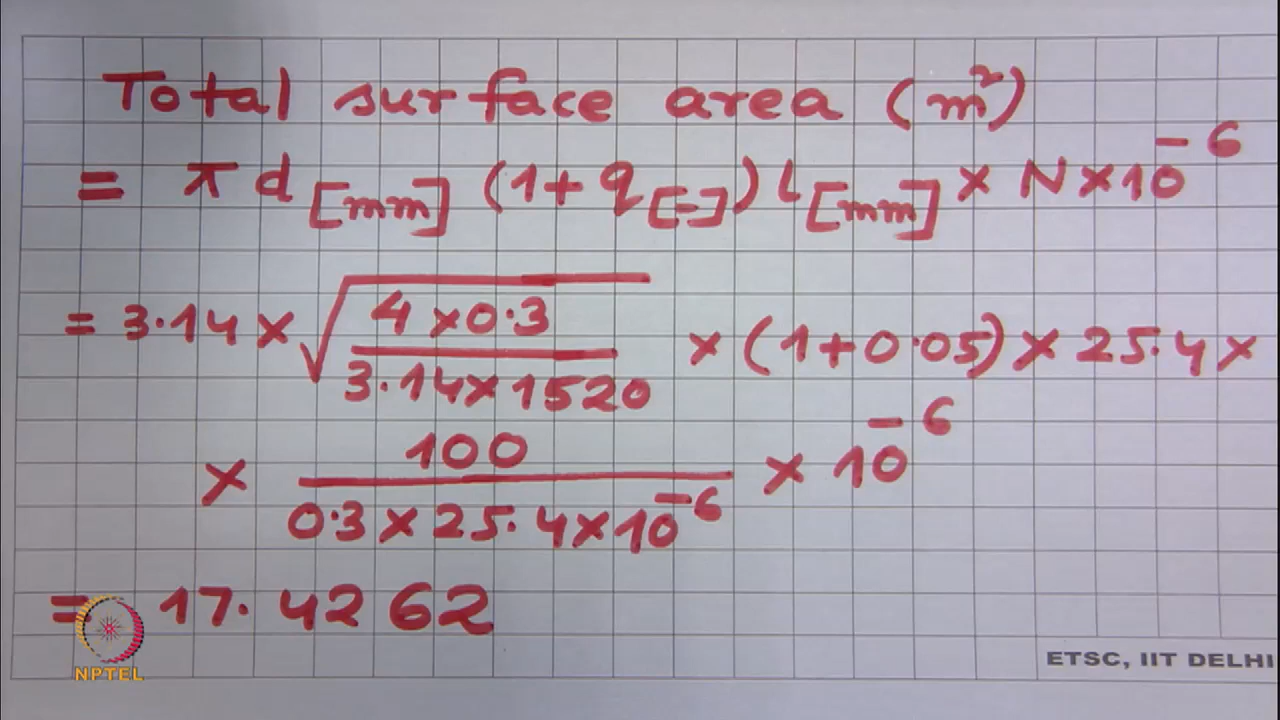 Total surface area (m²)
= π d [mm] (1+q [-]) l [mm] × N × 10⁻⁶
= 3.14 × √(4 × 0.3 / 3.14 × 1520) × (1+0.05) × 25.4 ×
× 100 / 0.3 × 25.4 × 10⁻⁶ × 10⁻⁶
= 17.4262
NPTEL
ETSC, IIT DELHI